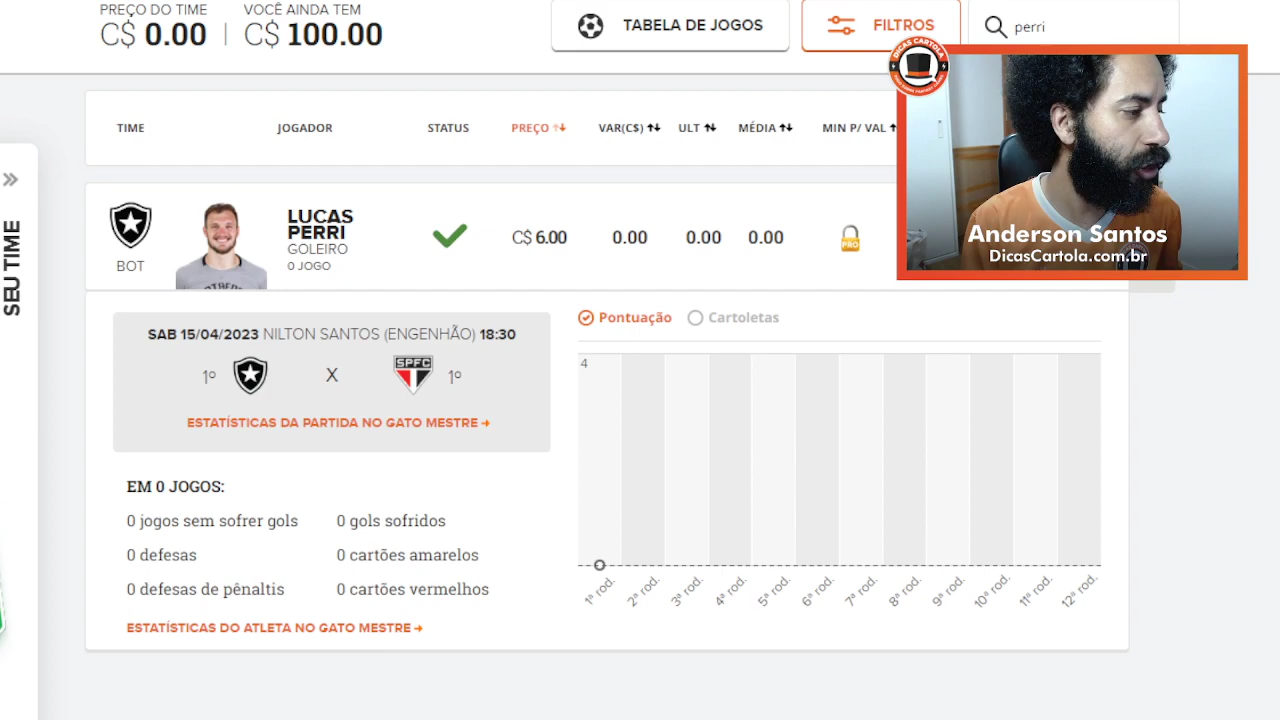 PREÇO DO TIME
C$ 0.00
VOCÊ AINDA TEM
C$ 100.00
TABELA DE JOGOS
FILTROS
perri
DICAS CARTOLA
TIME
JOGADOR
STATUS
PREÇO
VAR(C$)
ULT
MÉDIA
MIN P/ VAL
SEU TIME
BOT
LUCAS
PERRI
GOLEIRO
0 JOGO
C$ 6.00
0.00
0.00
0.00
PRO
Anderson Santos
DicasCartola.com.br
SAB 15/04/2023 NILTON SANTOS (ENGENHÃO) 18:30
1º
X
SPFC
1º
ESTATÍSTICAS DA PARTIDA NO GATO MESTRE
EM 0 JOGOS:
0 jogos sem sofrer gols
0 gols sofridos
0 defesas
0 cartões amarelos
0 defesas de pênaltis
0 cartões vermelhos
ESTATÍSTICAS DO ATLETA NO GATO MESTRE
Pontuação
Cartoletas
4
1ª rod.
2ª rod.
3ª rod.
4ª rod.
5ª rod.
6ª rod.
7ª rod.
8ª rod.
9ª rod.
10ª rod.
11ª rod.
12ª rod.